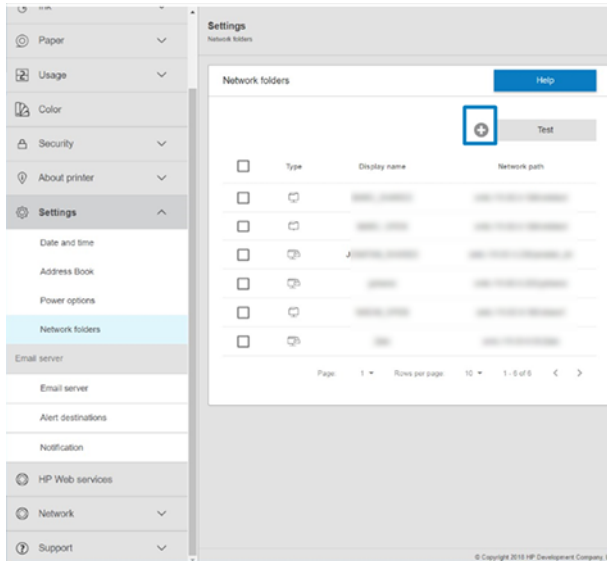 Ink
Paper
Usage
Color
Security
About printer
Settings
Date and time
Address Book
Power options
Network folders
Email server
Email server
Alert destinations
Notification
HP Web services
Network
Support
Settings
Network folders
Network folders
Help
Test
Type Display name Network path
Page: 1 Rows per page: 10 1 - 6 of 6
© Copyright 2018 HP Development Company,